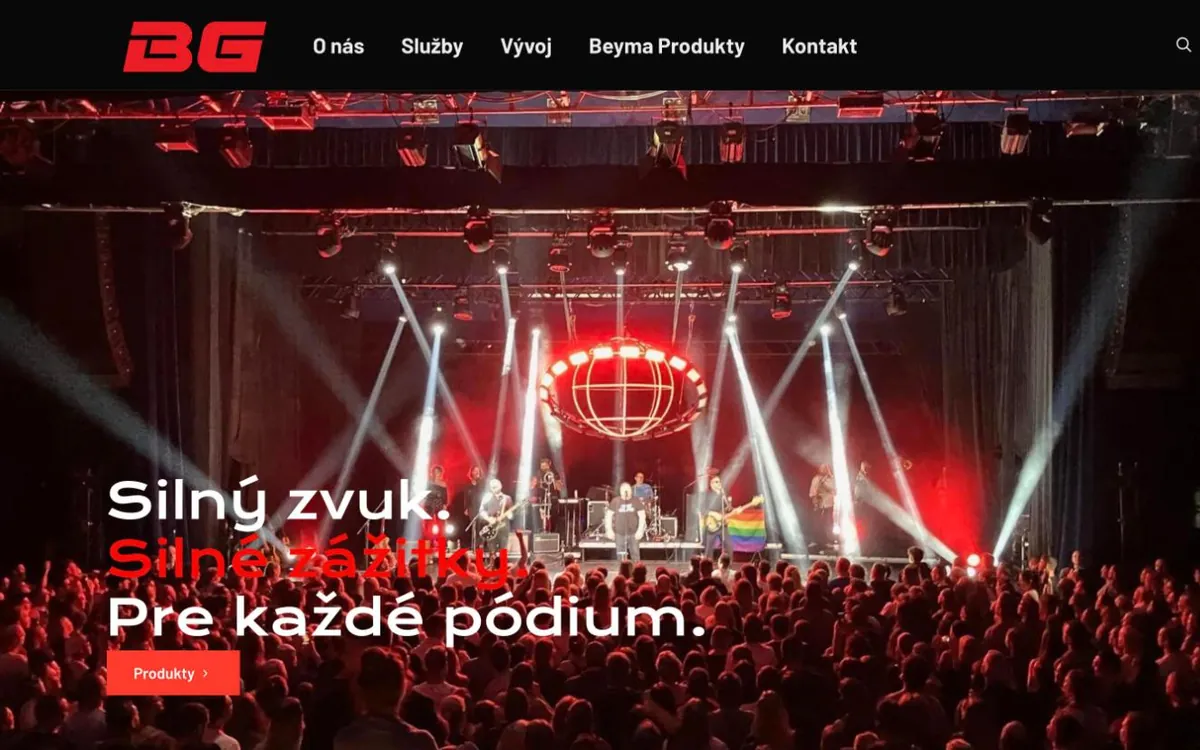 BG
O nás
Služby
Vývoj
Beyma Produkty
Kontakt
Silný zvuk.
Silné zážitky.
Pre každé pódium.
Produkty